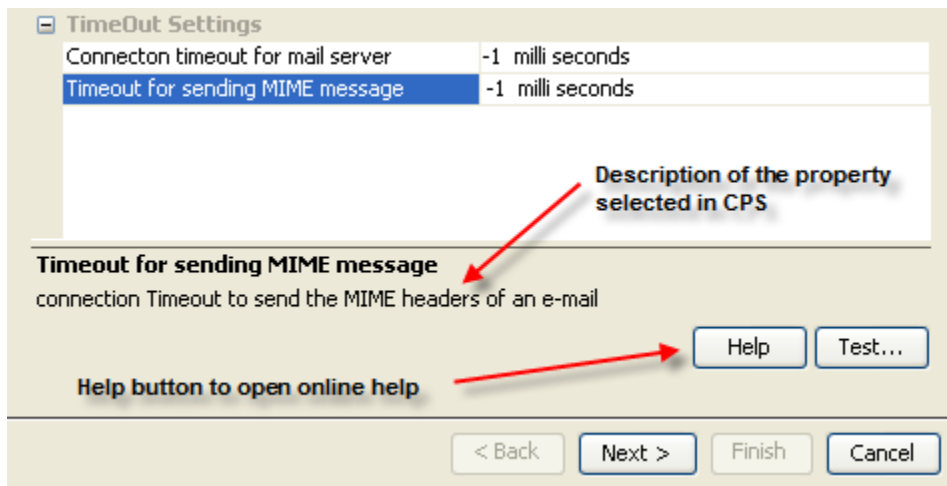 TimeOut Settings
Connecton timeout for mail server -1 milli seconds
Timeout for sending MIME message -1 milli seconds
Description of the property
selected in CPS
Timeout for sending MIME message
connection Timeout to send the MIME headers of an e-mail
Help Test...
Help button to open online help
< Back Next > Finish Cancel